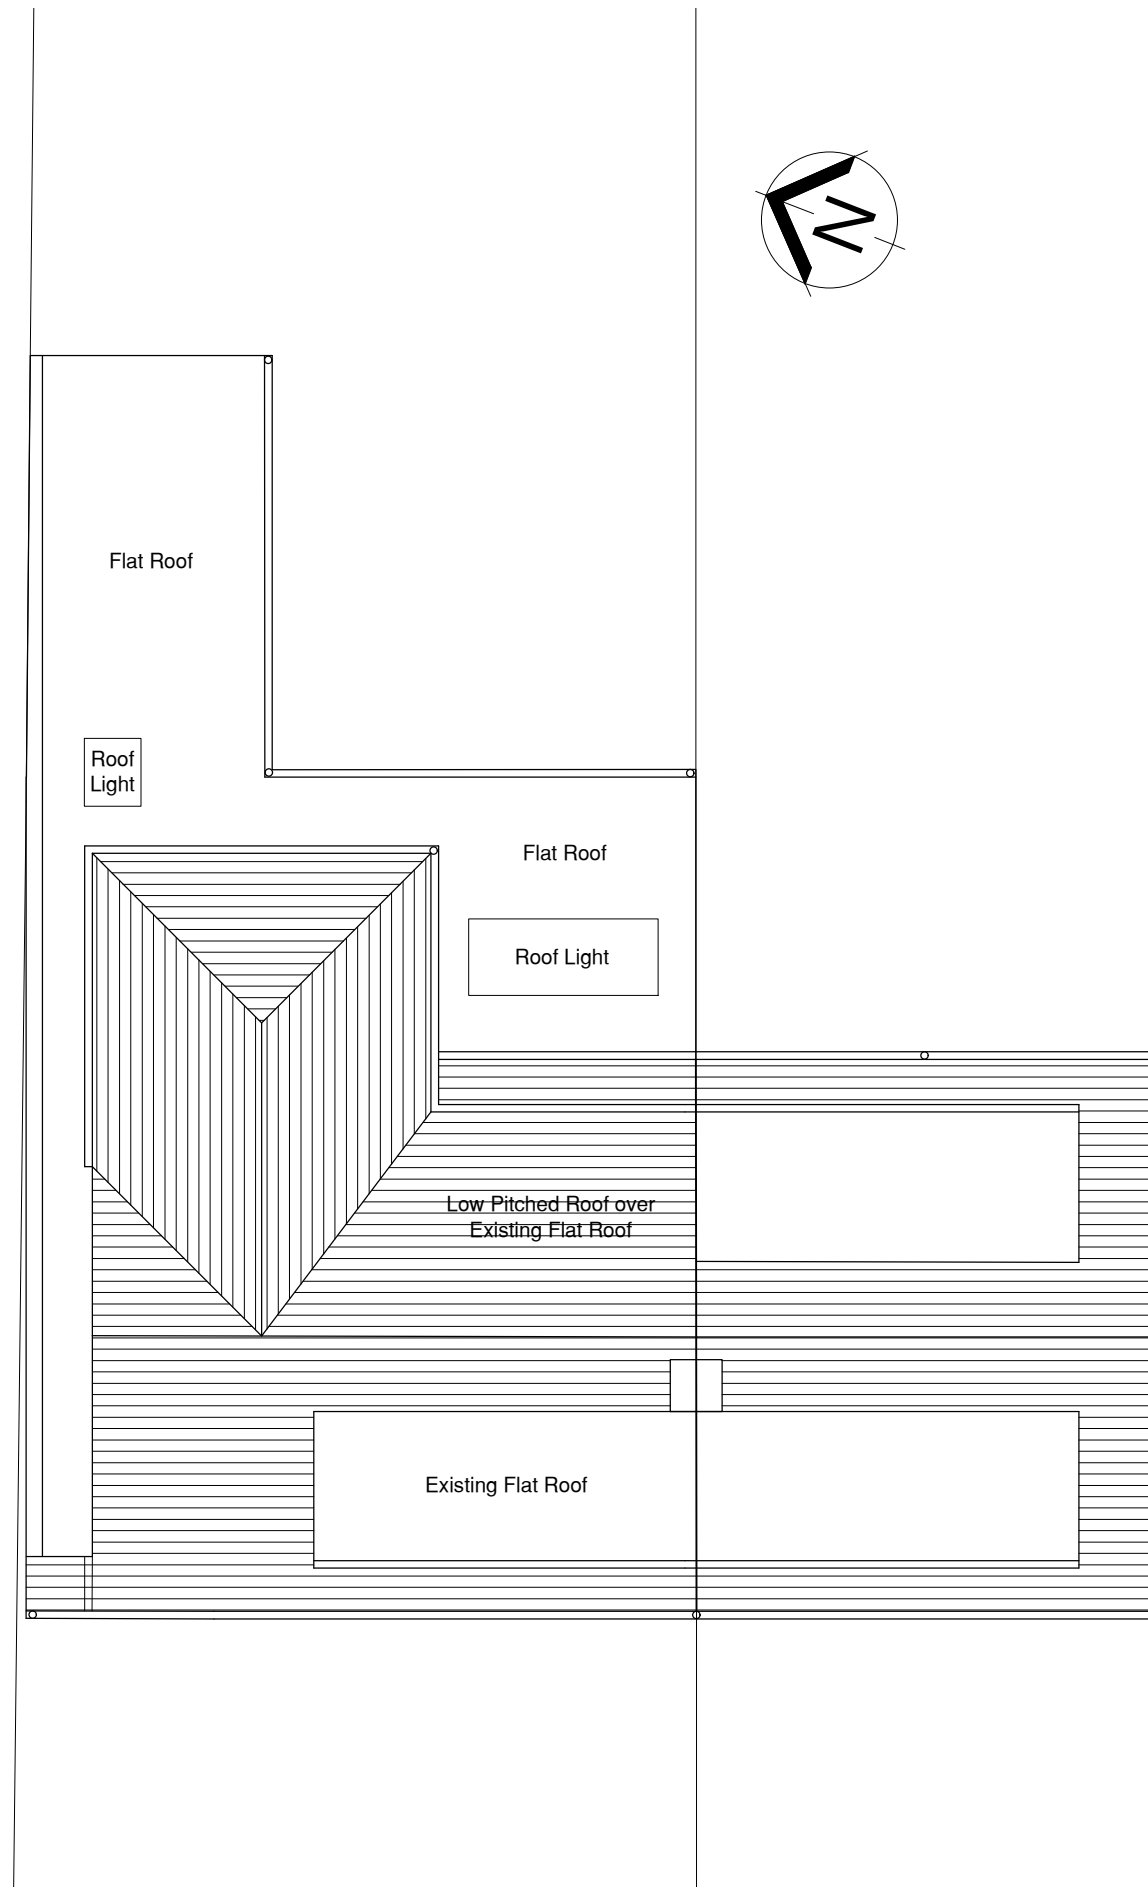 N
Flat Roof
Roof
Light
Flat Roof
Roof Light
Low Pitched Roof over
Existing Flat Roof
Existing Flat Roof